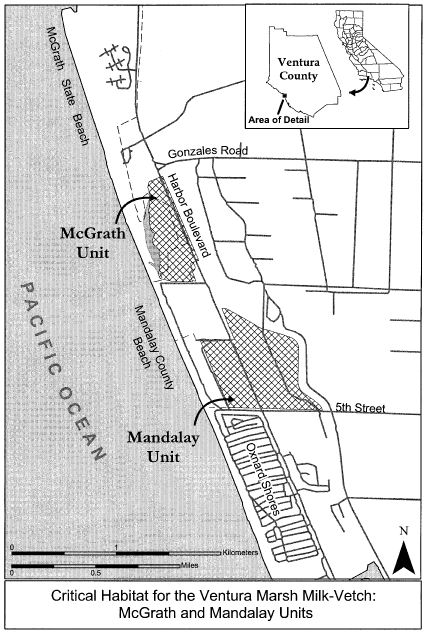 McGrath State Beach
Ventura
County
Area of Detail
Gonzales Road
Harbor Boulevard
McGrath
Unit
PACIFIC OCEAN
Mandalay County
Beach
5th Street
Mandalay
Unit
Oxnard Shores
N
0
1
Kilometers
0
0.5
Miles
Critical Habitat for the Ventura Marsh Milk-Vetch:
McGrath and Mandalay Units